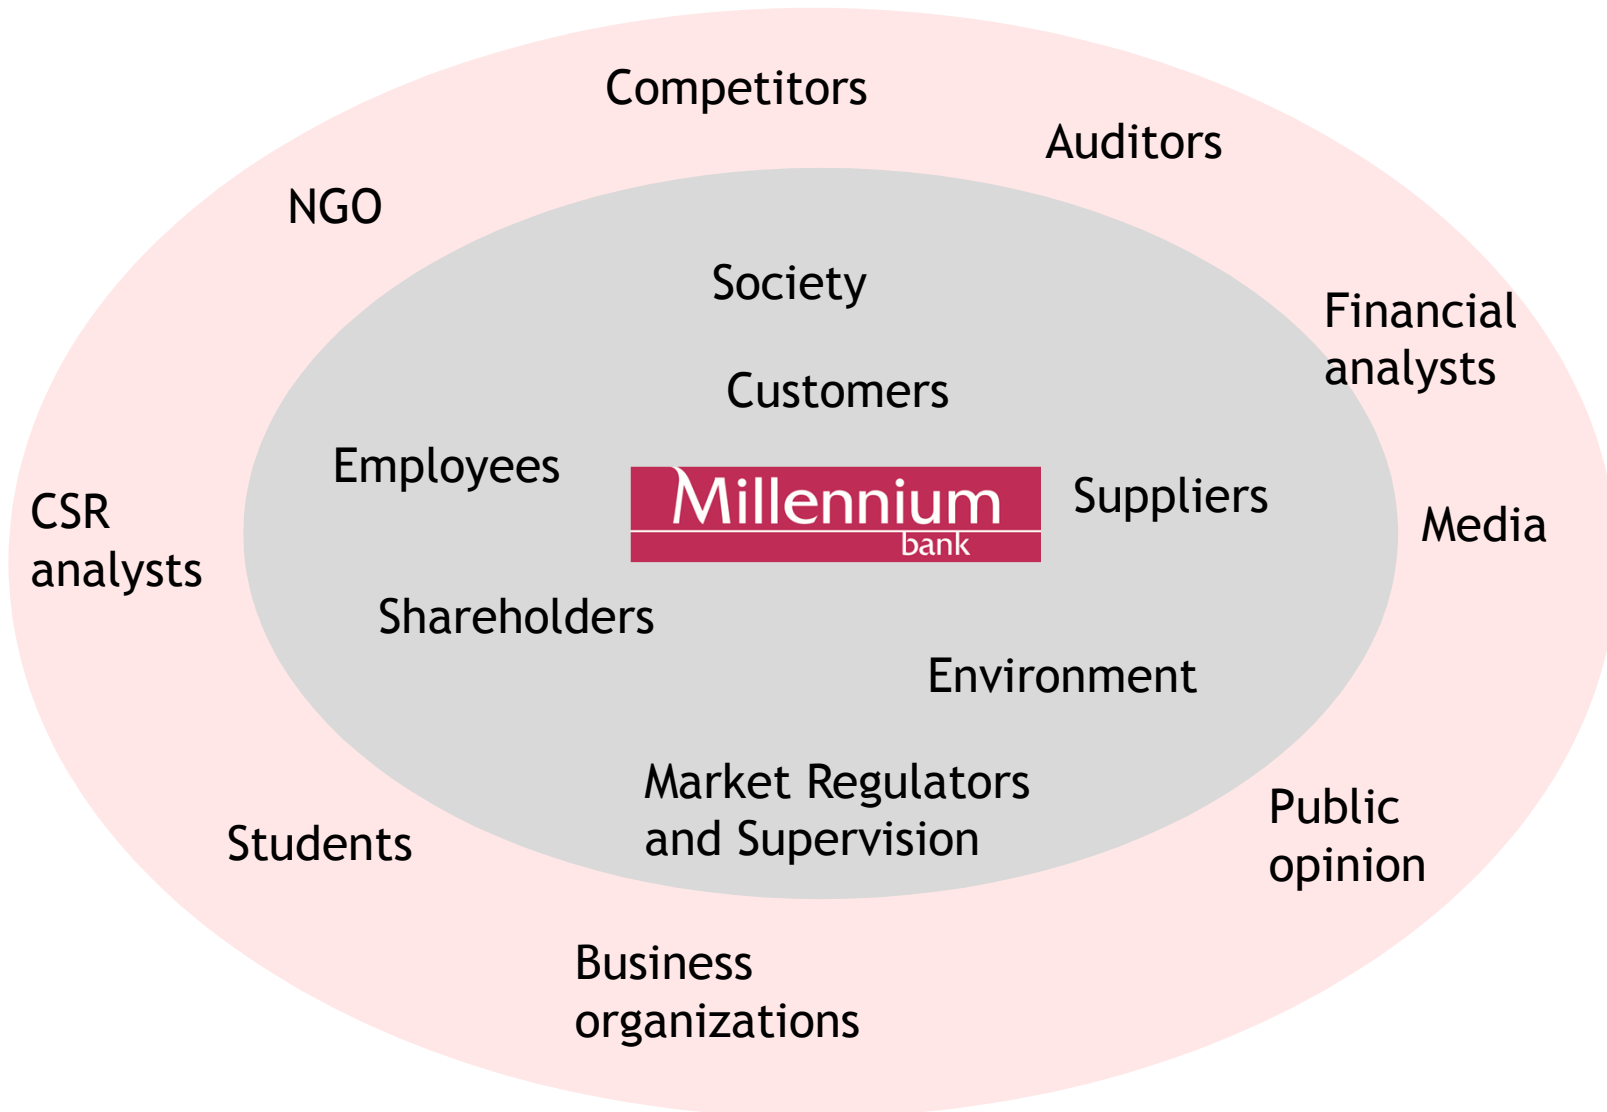 Competitors
Auditors
NGO
Society
Financial
analysts
Customers
Employees
Millennium
bank
Suppliers
Media
CSR
analysts
Shareholders
Environment
Market Regulators
and Supervision
Public
opinion
Students
Business
organizations